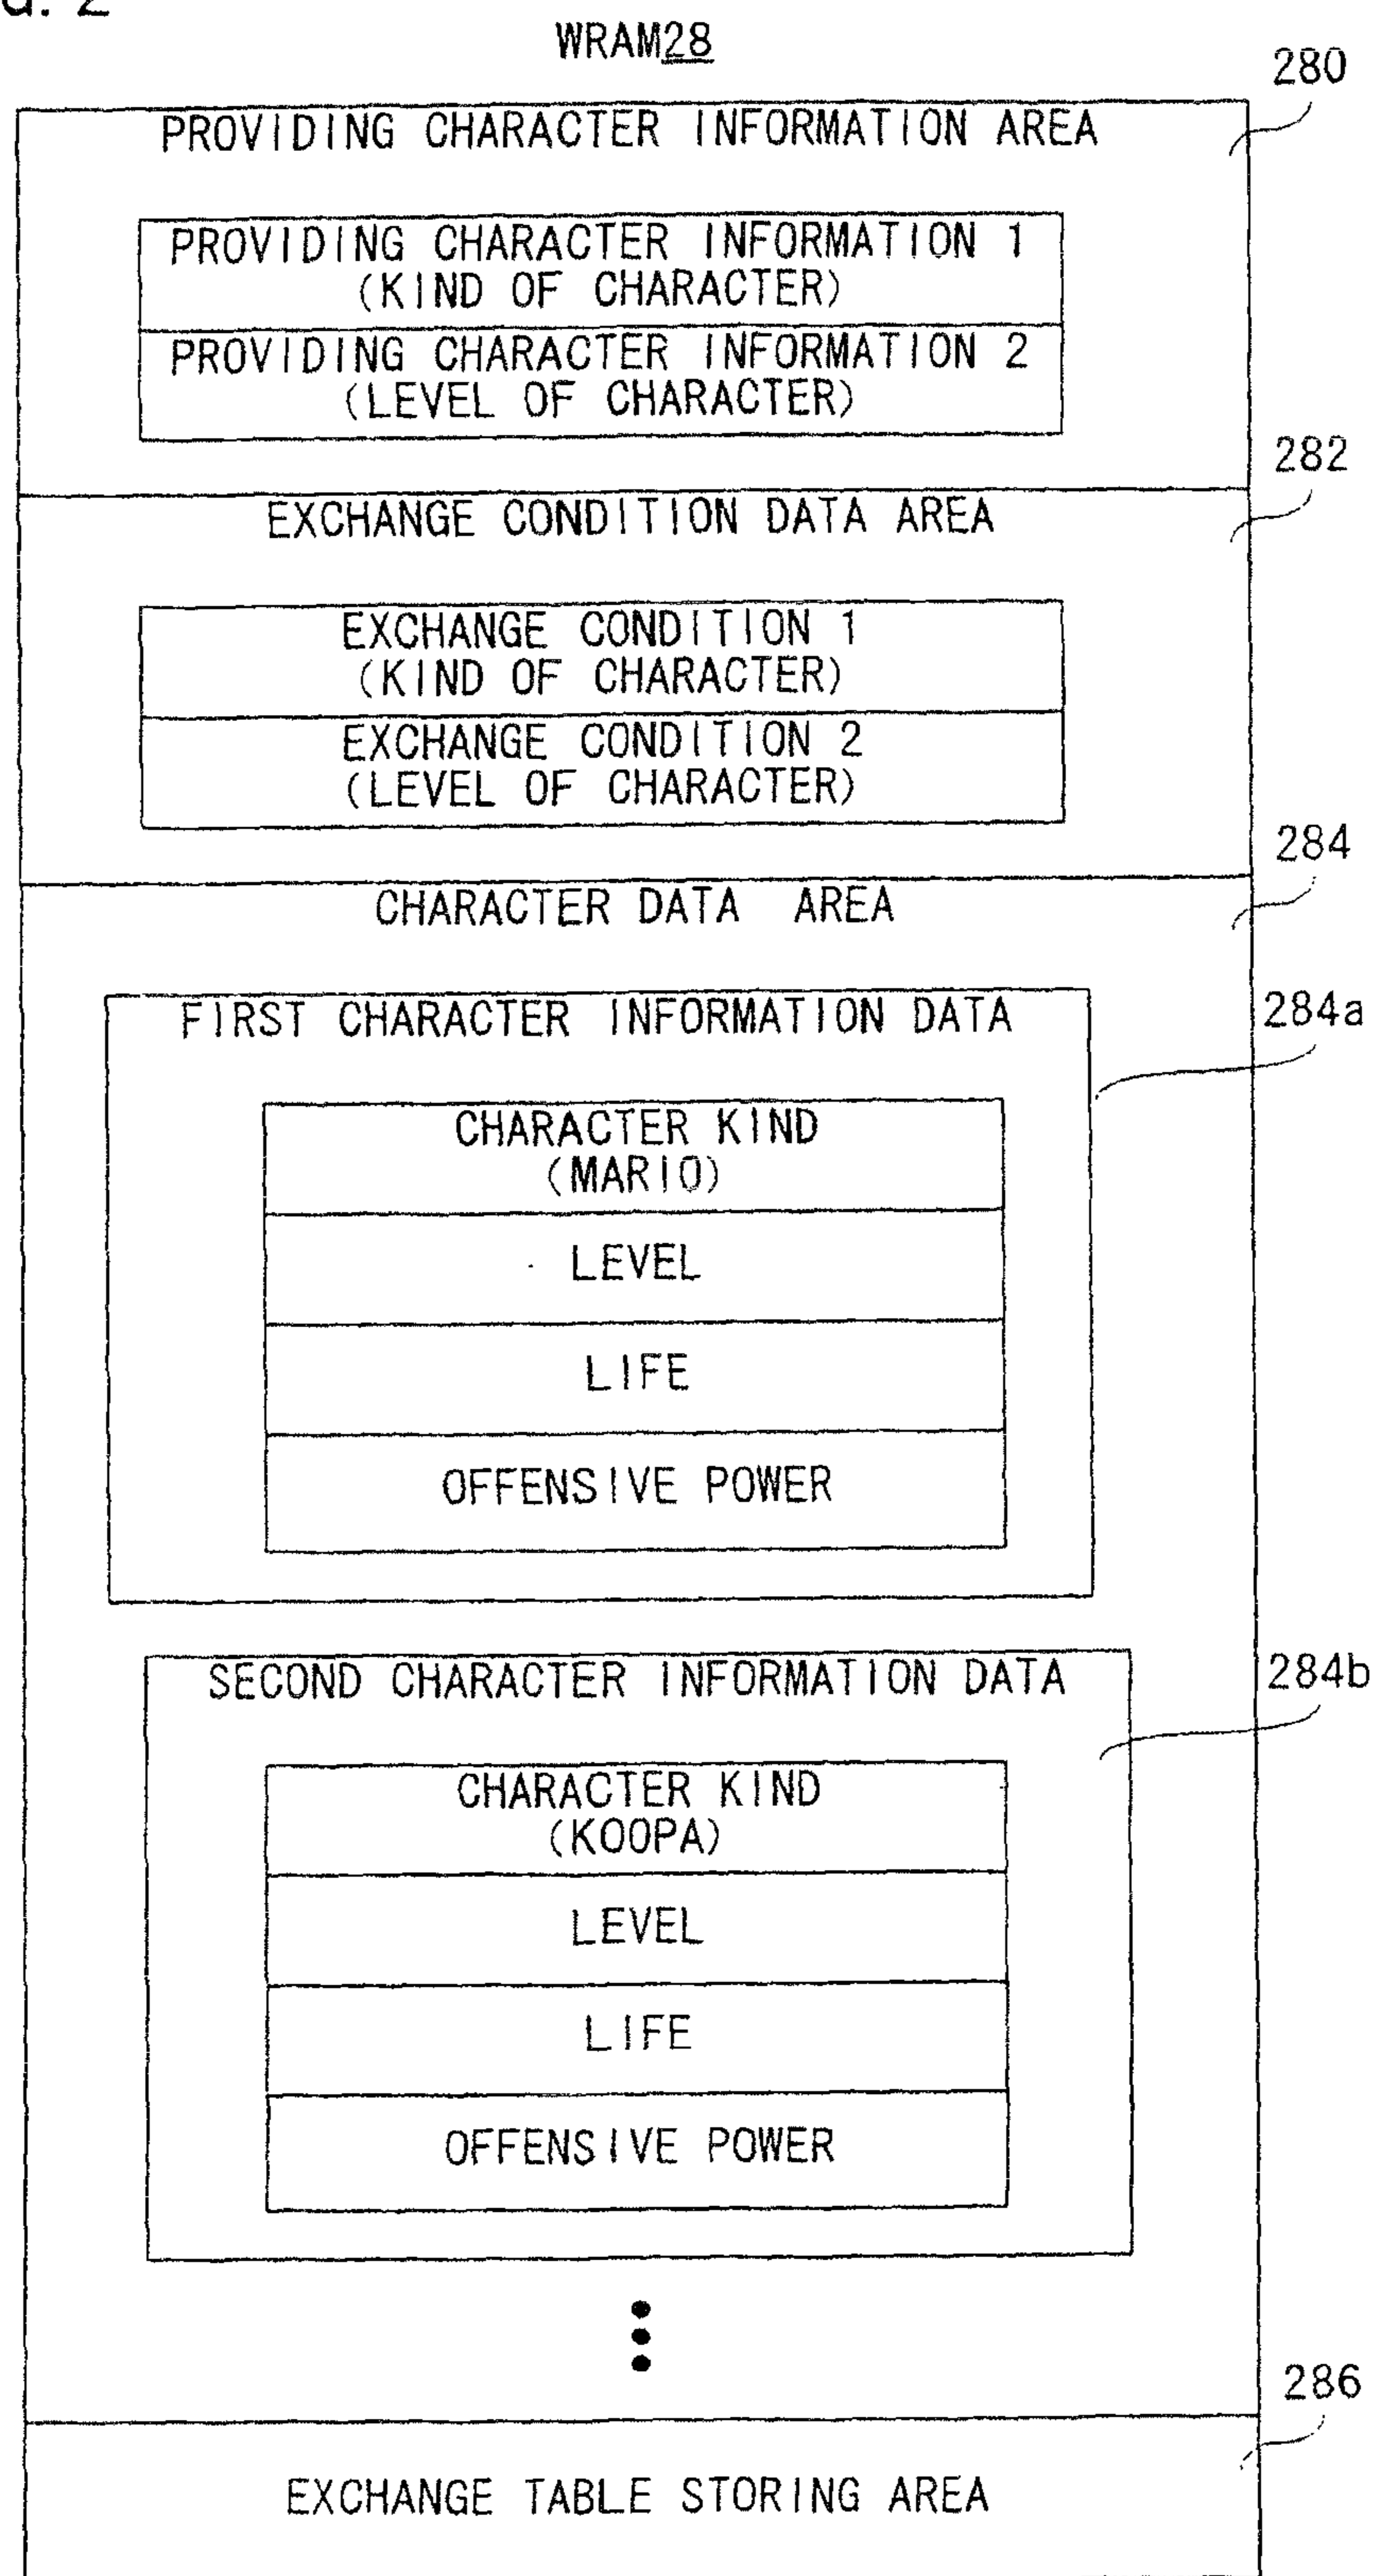 WRAM28
280
PROVIDING CHARACTER INFORMATION AREA
PROVIDING CHARACTER INFORMATION 1
(KIND OF CHARACTER)
PROVIDING CHARACTER INFORMATION 2
(LEVEL OF CHARACTER)
282
EXCHANGE CONDITION DATA AREA
EXCHANGE CONDITION 1
(KIND OF CHARACTER)
EXCHANGE CONDITION 2
(LEVEL OF CHARACTER)
284
CHARACTER DATA AREA
284a
FIRST CHARACTER INFORMATION DATA
CHARACTER KIND
(MARIO)
LEVEL
LIFE
OFFENSIVE POWER
284b
SECOND CHARACTER INFORMATION DATA
CHARACTER KIND
(KOOPA)
LEVEL
LIFE
OFFENSIVE POWER
286
EXCHANGE TABLE STORING AREA